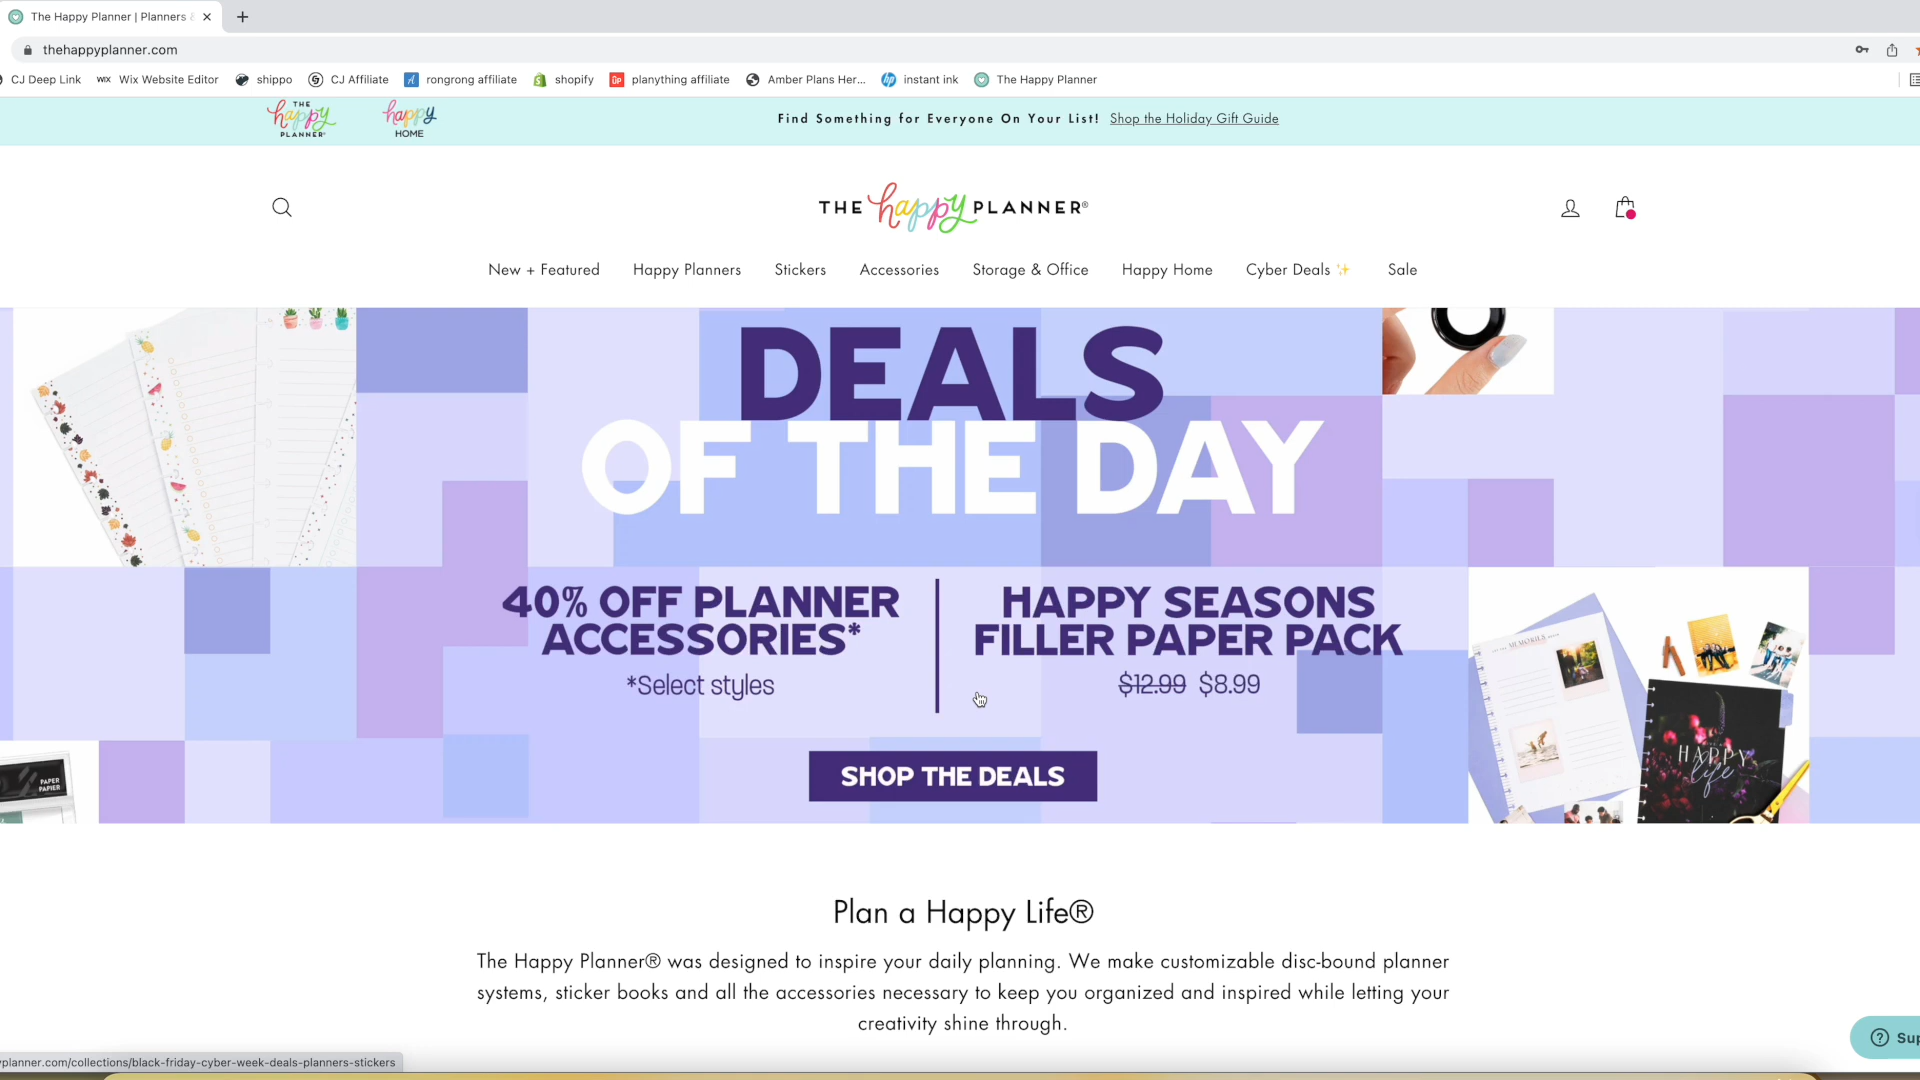 The Happy Planner | Planners
thehappyplanner.com
CJ Deep Link
WIX Wix Website Editor
shippo
CJ Affiliate
rongrong affiliate
shopify
planything affiliate
Amber Plans Her...
hp instant ink
The Happy Planner
THE happy PLANNER®
happy HOME
Find Something for Everyone On Your List! Shop the Holiday Gift Guide
THE happy PLANNER®
New + Featured
Happy Planners
Stickers
Accessories
Storage & Office
Happy Home
Cyber Deals ✨
Sale
DEALS
OF THE DAY
40% OFF PLANNER
ACCESSORIES*
*Select styles
HAPPY SEASONS
FILLER PAPER PACK
$12.99 $8.99
SHOP THE DEALS
PAPER
PAPIER
MEMORIES
HAPPY
life
Plan a Happy Life®
The Happy Planner® was designed to inspire your daily planning. We make customizable disc-bound planner
systems, sticker books and all the accessories necessary to keep you organized and inspired while letting your
creativity shine through.
Sup
planner.com/collections/black-friday-cyber-week-deals-planners-stickers